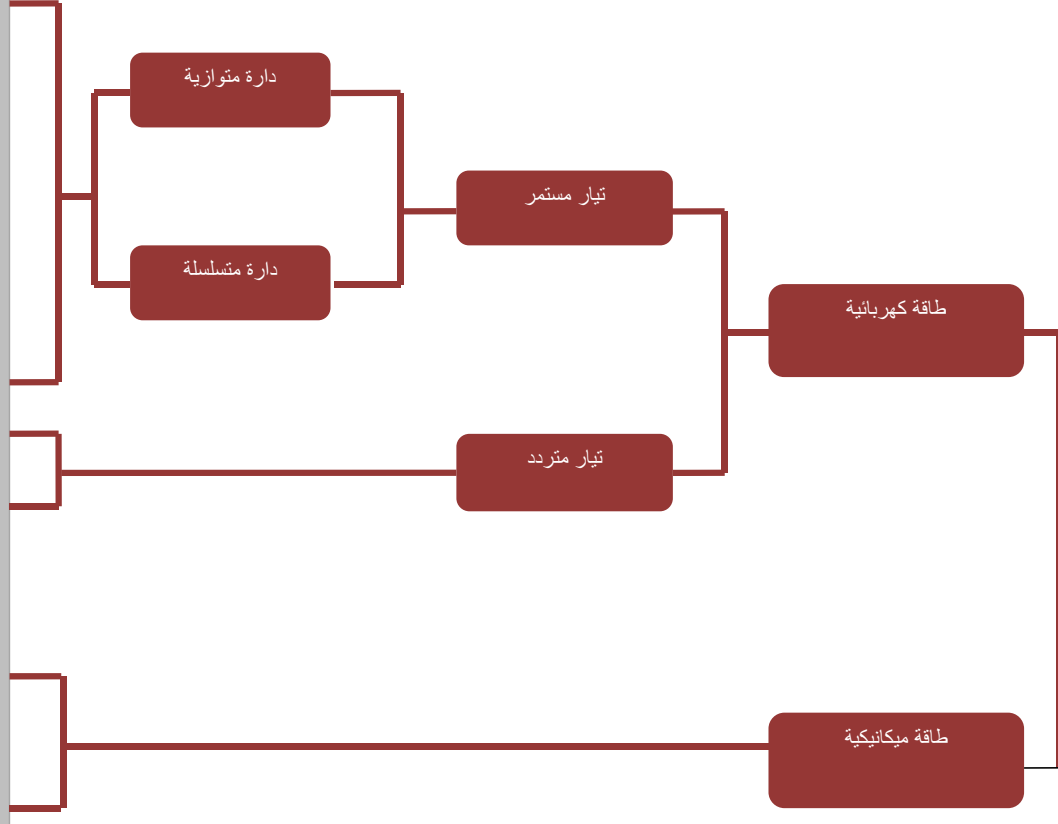 دارة متوازية
تيار مستمر
دارة متسلسلة
طاقة كهربائية
تيار متردد
طاقة ميكانيكية